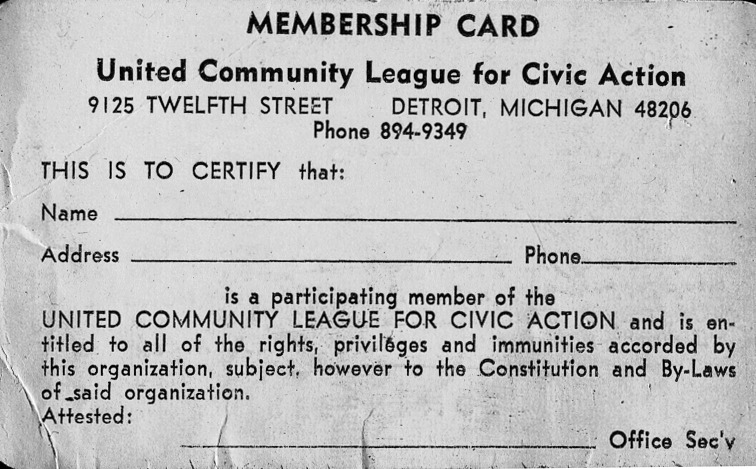 MEMBERSHIP CARD
United Community League for Civic Action
9125 TWELFTH STREET DETROIT, MICHIGAN 48206
Phone 894-9349
THIS IS TO CERTIFY that:
Name
Address Phone
is a participating member of the
UNITED COMMUNITY LEAGUE FOR CIVIC ACTION and is en-
titled to all of the rights, privileges and immunities accorded by
this organization, subject, however to the Constitution and By-Laws
of said organization.
Attested:
Office Sec'y